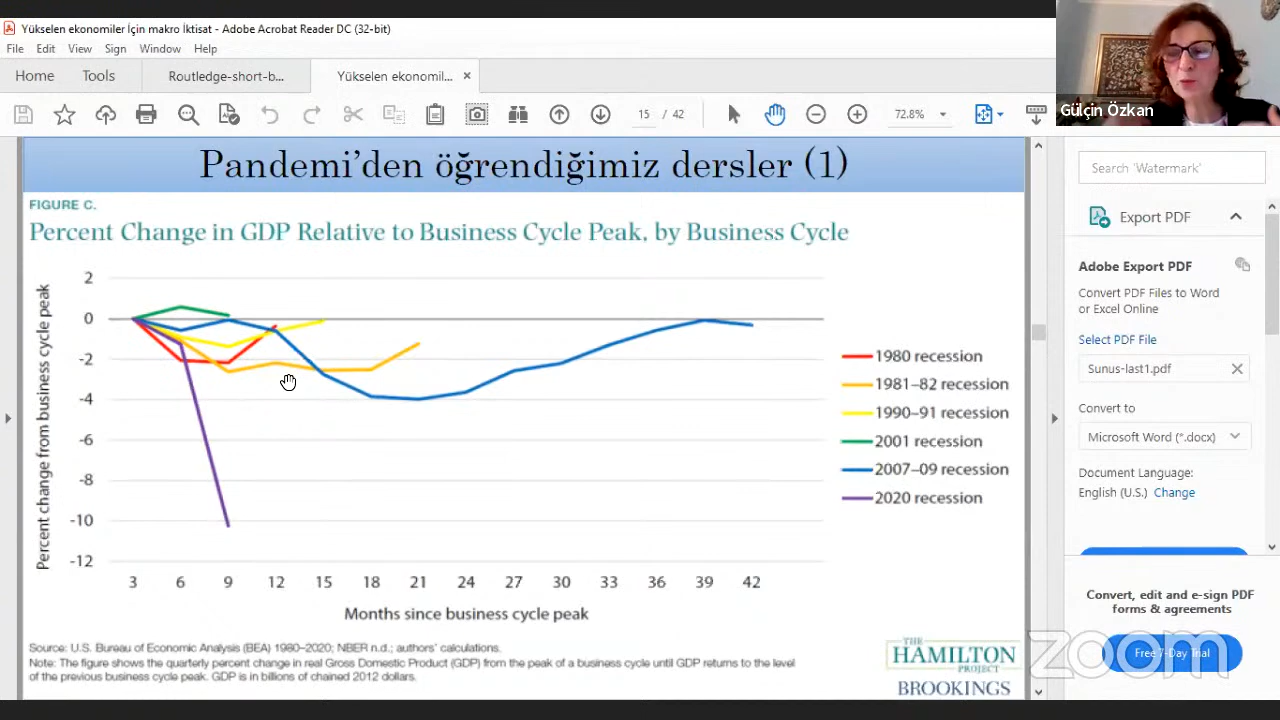 Yükselen ekonomiler İçin makro İktisat - Adobe Acrobat Reader DC (32-bit)
File Edit View Sign Window Help
Home Tools Routledge-short-b... Yükselen ekonomil... ×
15 / 42 72.8%
Gülçin Özkan
Pandemi'den öğrendiğimiz dersler (1)
FIGURE C.
Percent Change in GDP Relative to Business Cycle Peak, by Business Cycle
Percent change from business cycle peak
2
0
-2
-4
-6
-8
-10
-12
3 6 9 12 15 18 21 24 27 30 33 36 39 42
Months since business cycle peak
1980 recession
1981–82 recession
1990–91 recession
2001 recession
2007–09 recession
2020 recession
Source: U.S. Bureau of Economic Analysis (BEA) 1980–2020; NBER n.d.; authors' calculations.
Note: The figure shows the quarterly percent change in real Gross Domestic Product (GDP) from the peak of a business cycle until GDP returns to the level
of the previous business cycle peak. GDP is in billions of chained 2012 dollars.
THE
HAMILTON
PROJECT
BROOKINGS
Search 'Watermark'
Export PDF
Adobe Export PDF
Convert PDF Files to Word
or Excel Online
Select PDF File
Sunus-last1.pdf
Convert to
Microsoft Word (*.docx)
Document Language:
English (U.S.) Change
Convert, edit and e-sign PDF
forms & agreements
Free 7-Day Trial
zoom